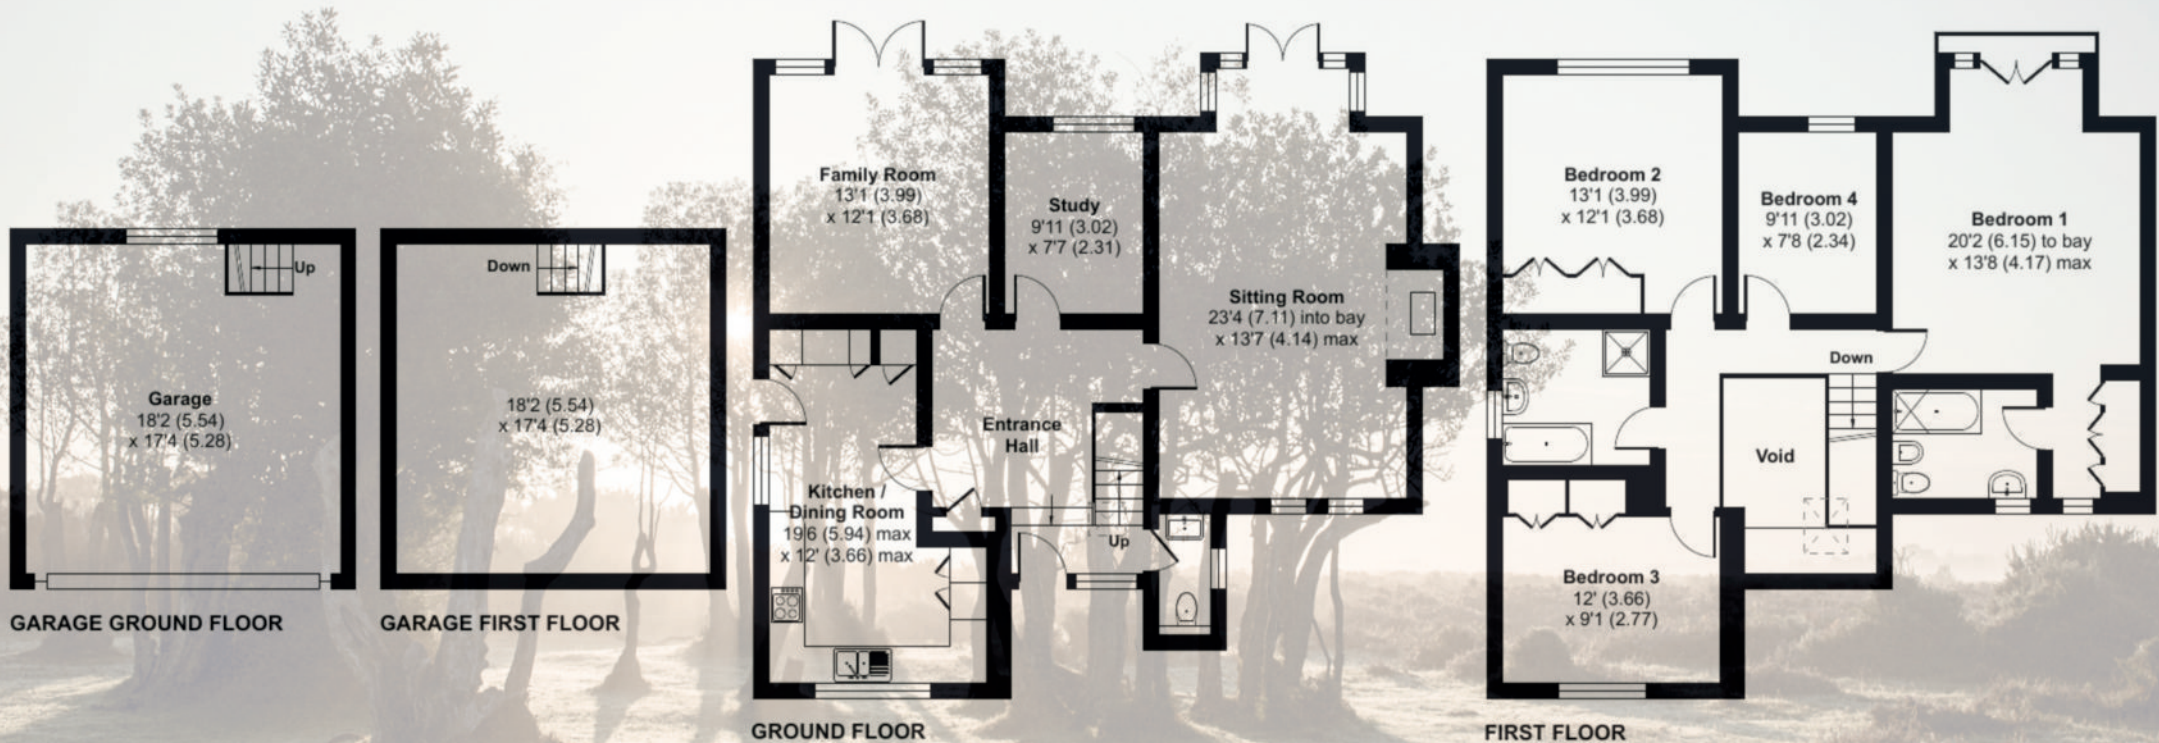 Up
Garage
18'2 (5.54)
x 17'4 (5.28)
GARAGE GROUND FLOOR
Down
18'2 (5.54)
x 17'4 (5.28)
GARAGE FIRST FLOOR
Family Room
13'1 (3.99)
x 12'1 (3.68)
Study
9'11 (3.02)
x 7'7 (2.31)
Sitting Room
23'4 (7.11) into bay
x 13'7 (4.14) max
Entrance
Hall
Kitchen /
Dining Room
19'6 (5.94) max
x 12' (3.66) max
Up
GROUND FLOOR
Bedroom 2
13'1 (3.99)
x 12'1 (3.68)
Bedroom 4
9'11 (3.02)
x 7'8 (2.34)
Bedroom 1
20'2 (6.15) to bay
x 13'8 (4.17) max
Down
Void
Bedroom 3
12' (3.66)
x 9'1 (2.77)
FIRST FLOOR